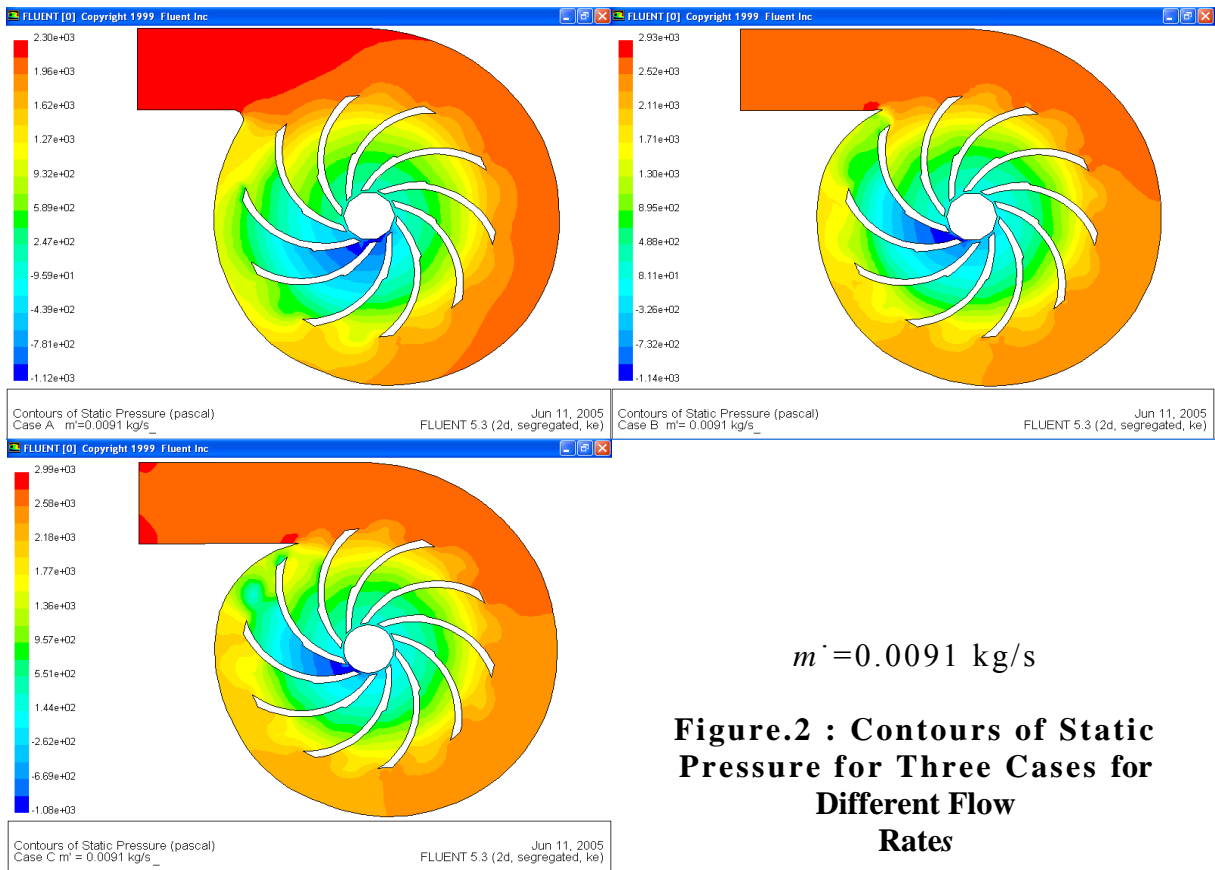 FLUENT [0] Copyright 1999 Fluent Inc
2.30e+03
1.96e+03
1.62e+03
1.27e+03
9.32e+02
5.89e+02
2.47e+02
-9.59e+01
-4.39e+02
-7.81e+02
-1.12e+03
Contours of Static Pressure (pascal)
Case A m'=0.0091 kg/s_
Jun 11, 2005
FLUENT 5.3 (2d, segregated, ke)
FLUENT [0] Copyright 1999 Fluent Inc
2.93e+03
2.52e+03
2.11e+03
1.71e+03
1.30e+03
8.95e+02
4.88e+02
8.11e+01
-3.26e+02
-7.32e+02
-1.14e+03
Contours of Static Pressure (pascal)
Case B m'= 0.0091 kg/s_
Jun 11, 2005
FLUENT 5.3 (2d, segregated, ke)
FLUENT [0] Copyright 1999 Fluent Inc
2.99e+03
2.58e+03
2.18e+03
1.77e+03
1.36e+03
9.57e+02
5.51e+02
1.44e+02
-2.62e+02
-6.69e+02
-1.08e+03
Contours of Static Pressure (pascal)
Case C m' = 0.0091 kg/s_
Jun 11, 2005
FLUENT 5.3 (2d, segregated, ke)
m˙=0.0091 kg/s
Figure.2 : Contours of Static
Pressure for Three Cases for
Different Flow
Rates